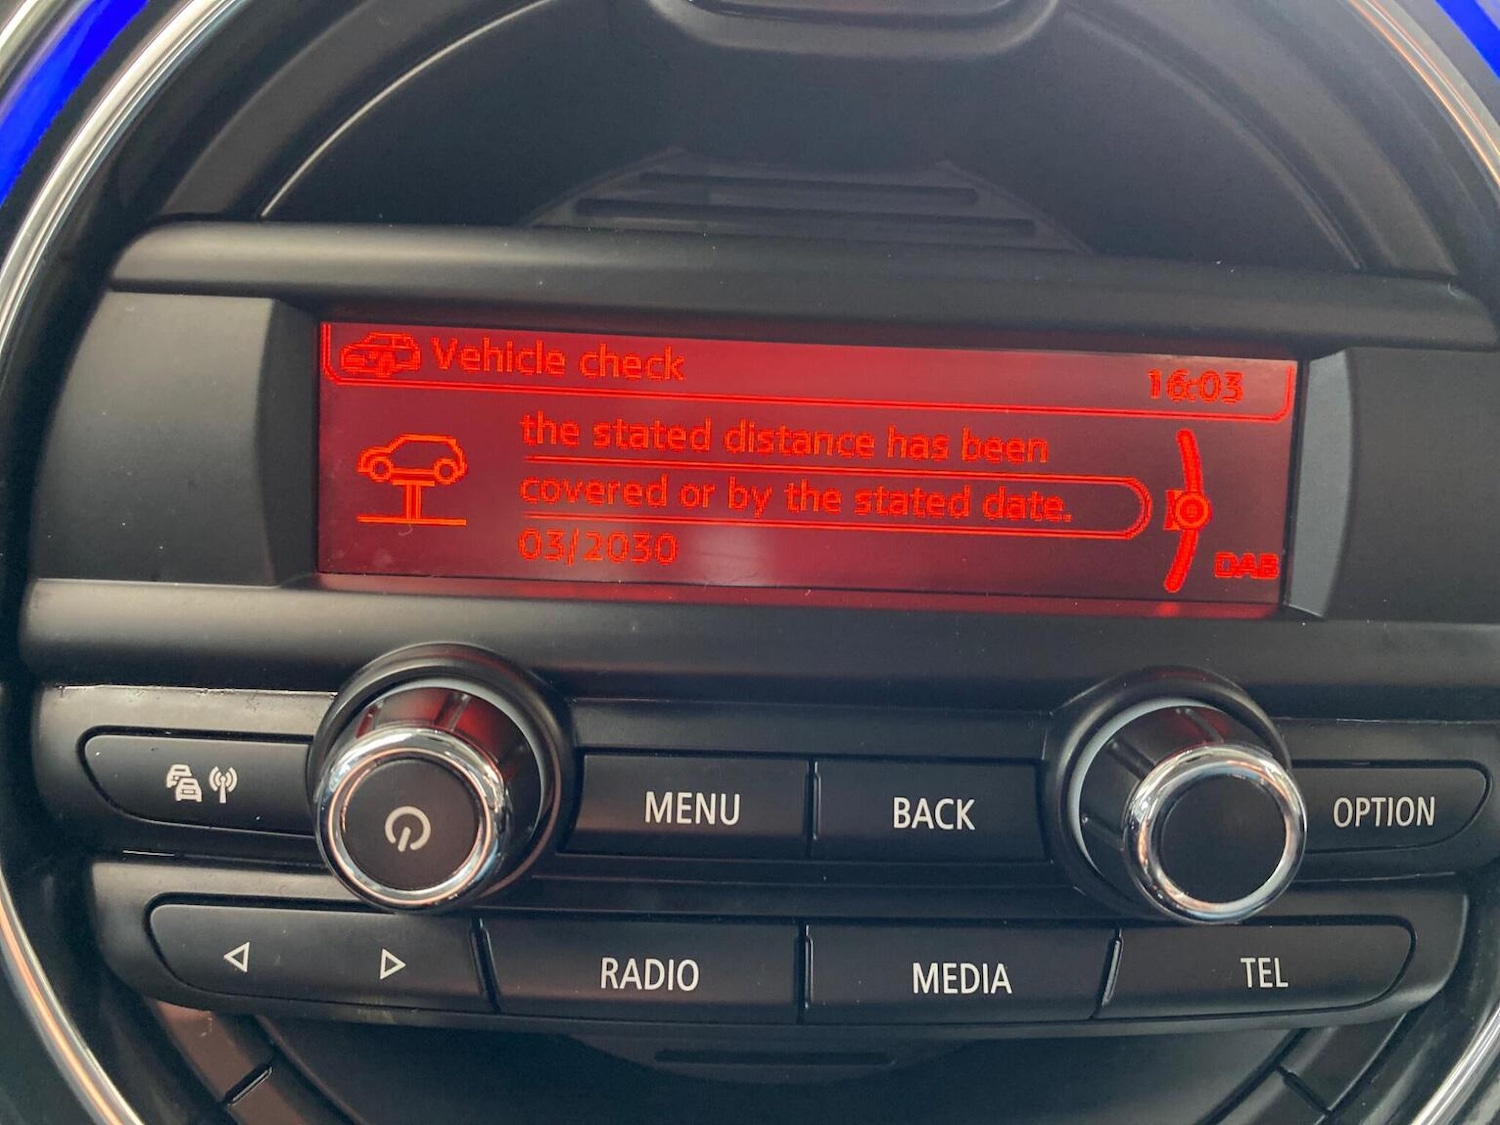 Vehicle check
16:03
the stated distance has been
covered or by the stated date.
03/2030
DAB
MENU
BACK
OPTION
RADIO
MEDIA
TEL